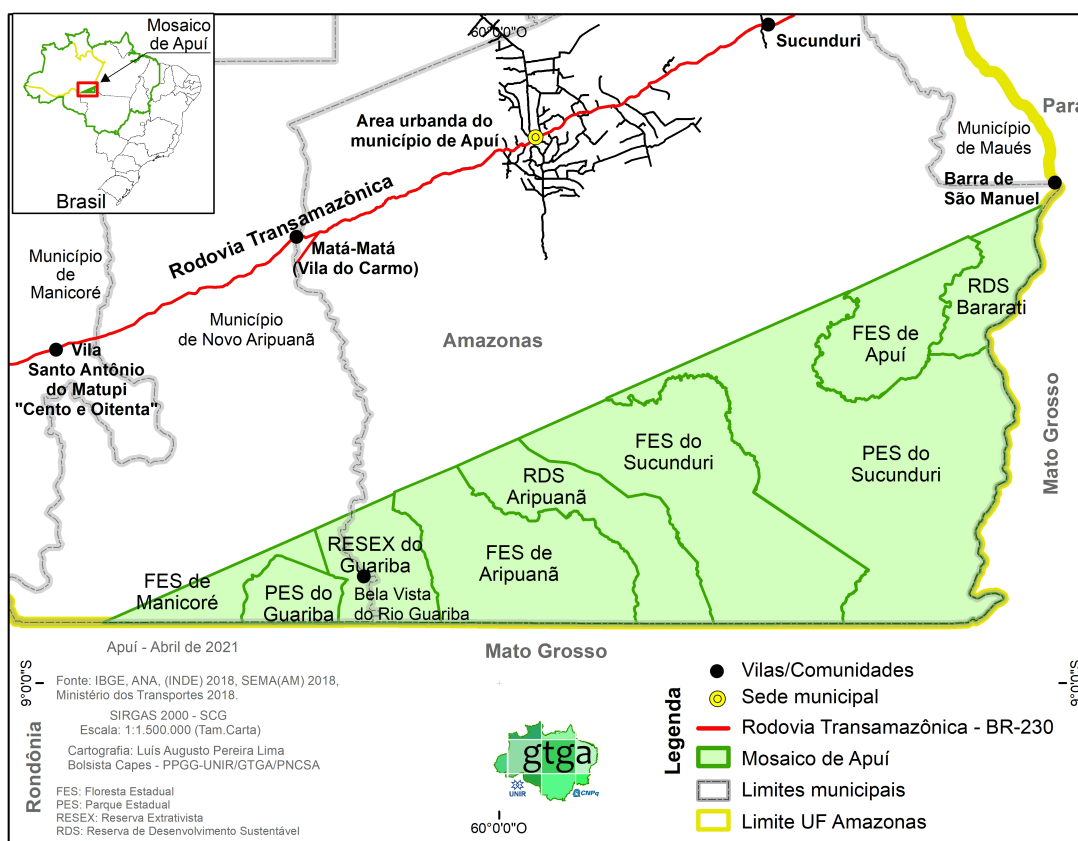 Mosaico
de Apuí
Brasil
60°0'0"O
Sucunduri
Pará
Area urbanda do
município de Apuí
Município
de Maués
Barra de
São Manuel
Rodovia Transamazônica
Matá-Matá
(Vila do Carmo)
Município
de
Manicoré
Município
de Novo Aripuanã
Amazonas
RDS
Bararati
FES de
Apuí
Vila
Santo Antônio
do Matupi
"Cento e Oitenta"
Mato Grosso
FES do
Sucunduri
PES do
Sucunduri
RDS
Aripuanã
RESEX do
Guariba
FES de
Aripuanã
FES de
Manicoré
PES do
Guariba
Bela Vista
do Rio Guariba
Apuí - Abril de 2021
Mato Grosso
9°0'0"S
9°0'0"S
Fonte: IBGE, ANA, (INDE) 2018, SEMA(AM) 2018,
Ministério dos Transportes 2018.
SIRGAS 2000 - SCG
Escala: 1:1.500.000 (Tam.Carta)
Cartografia: Luís Augusto Pereira Lima
Bolsista Capes - PPGG-UNIR/GTGA/PNCSA
Rondônia
FES: Floresta Estadual
PES: Parque Estadual
RESEX: Reserva Extrativista
RDS: Reserva de Desenvolvimento Sustentável
gtga
UNIR
CNPq
60°0'0"O
Legenda
Vilas/Comunidades
Sede municipal
Rodovia Transamazônica - BR-230
Mosaico de Apuí
Limites municipais
Limite UF Amazonas